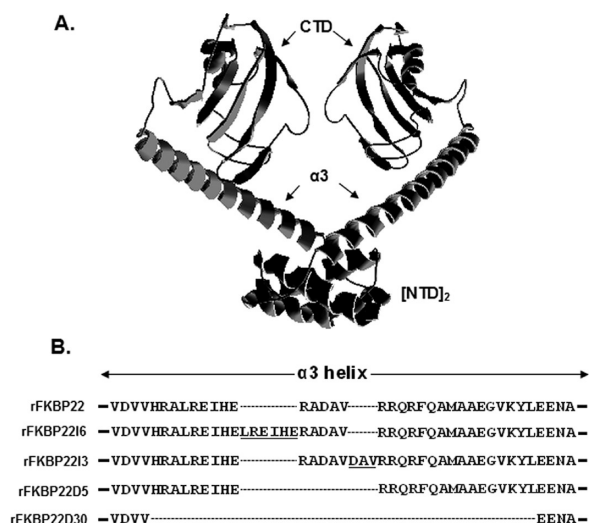 A.
CTD
α3
[NTD]2
B.
α3 helix
rFKBP22 –VDVVHRALREIHE------------RADAV------RRQRFQAMAAEGVKYLEENA–
rFKBP22I6 –VDVVHRALREIHELREIHERADAV------RRQRFQAMAAEGVKYLEENA–
rFKBP22I3 –VDVVHRALREIHE------------RADAVDAVRRQRFQAMAAEGVKYLEENA–
rFKBP22D5 –VDVVHRALREIHE----------------------------RRQRFQAMAAEGVKYLEENA–
rFKBP22D30 –VDVV--------------------------------------------------------------------EENA–